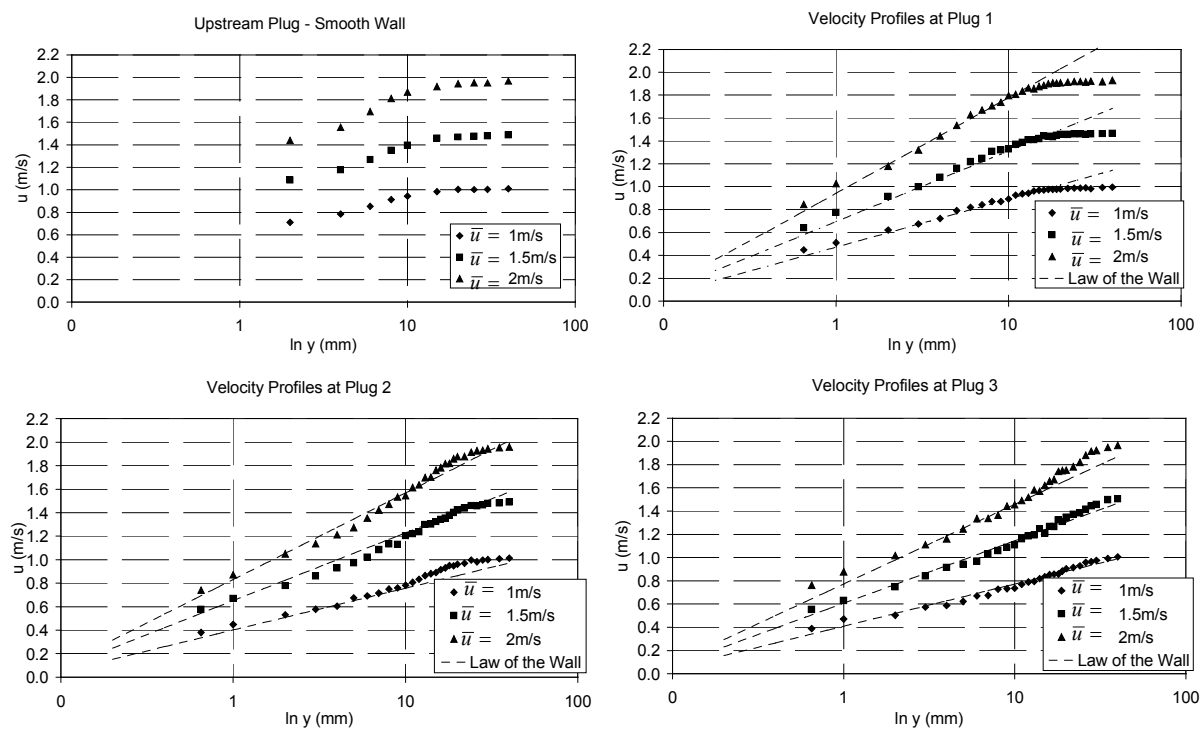 Upstream Plug - Smooth Wall
2.2
2.0
1.8
1.6
1.4
1.2
1.0
0.8
0.6
0.4
0.2
0.0
u (m/s)
0 1 10 100
ln y (mm)
u̅ = 1m/s
u̅ = 1.5m/s
u̅ = 2m/s
Velocity Profiles at Plug 1
2.2
2.0
1.8
1.6
1.4
1.2
1.0
0.8
0.6
0.4
0.2
0.0
u (m/s)
0 1 10 100
ln y (mm)
u̅ = 1m/s
u̅ = 1.5m/s
u̅ = 2m/s
Law of the Wall
Velocity Profiles at Plug 2
2.2
2.0
1.8
1.6
1.4
1.2
1.0
0.8
0.6
0.4
0.2
0.0
u (m/s)
0 1 10 100
ln y (mm)
u̅ = 1m/s
u̅ = 1.5m/s
u̅ = 2m/s
Law of the Wall
Velocity Profiles at Plug 3
2.2
2.0
1.8
1.6
1.4
1.2
1.0
0.8
0.6
0.4
0.2
0.0
u (m/s)
0 1 10 100
ln y (mm)
u̅ = 1m/s
u̅ = 1.5m/s
u̅ = 2m/s
Law of the Wall